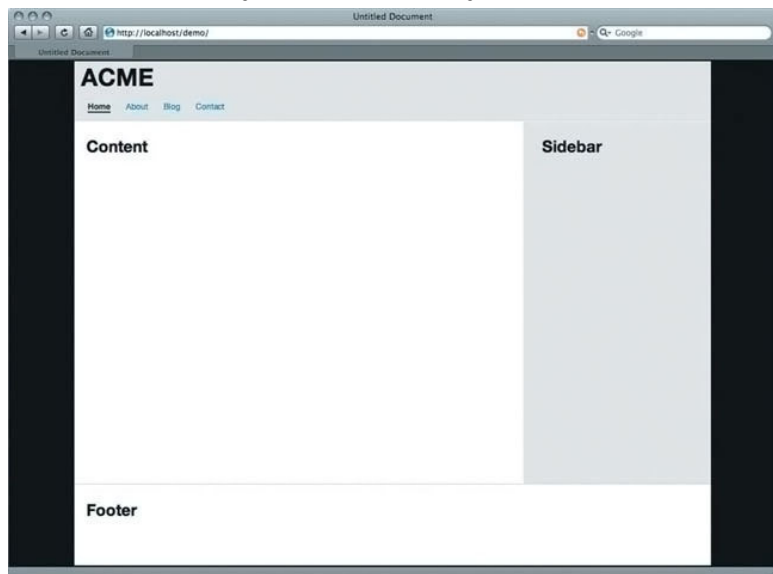 Untitled Document
http://localhost/demo/
Google
Untitled Document
ACME
Home About Blog Contact
Content
Sidebar
Footer